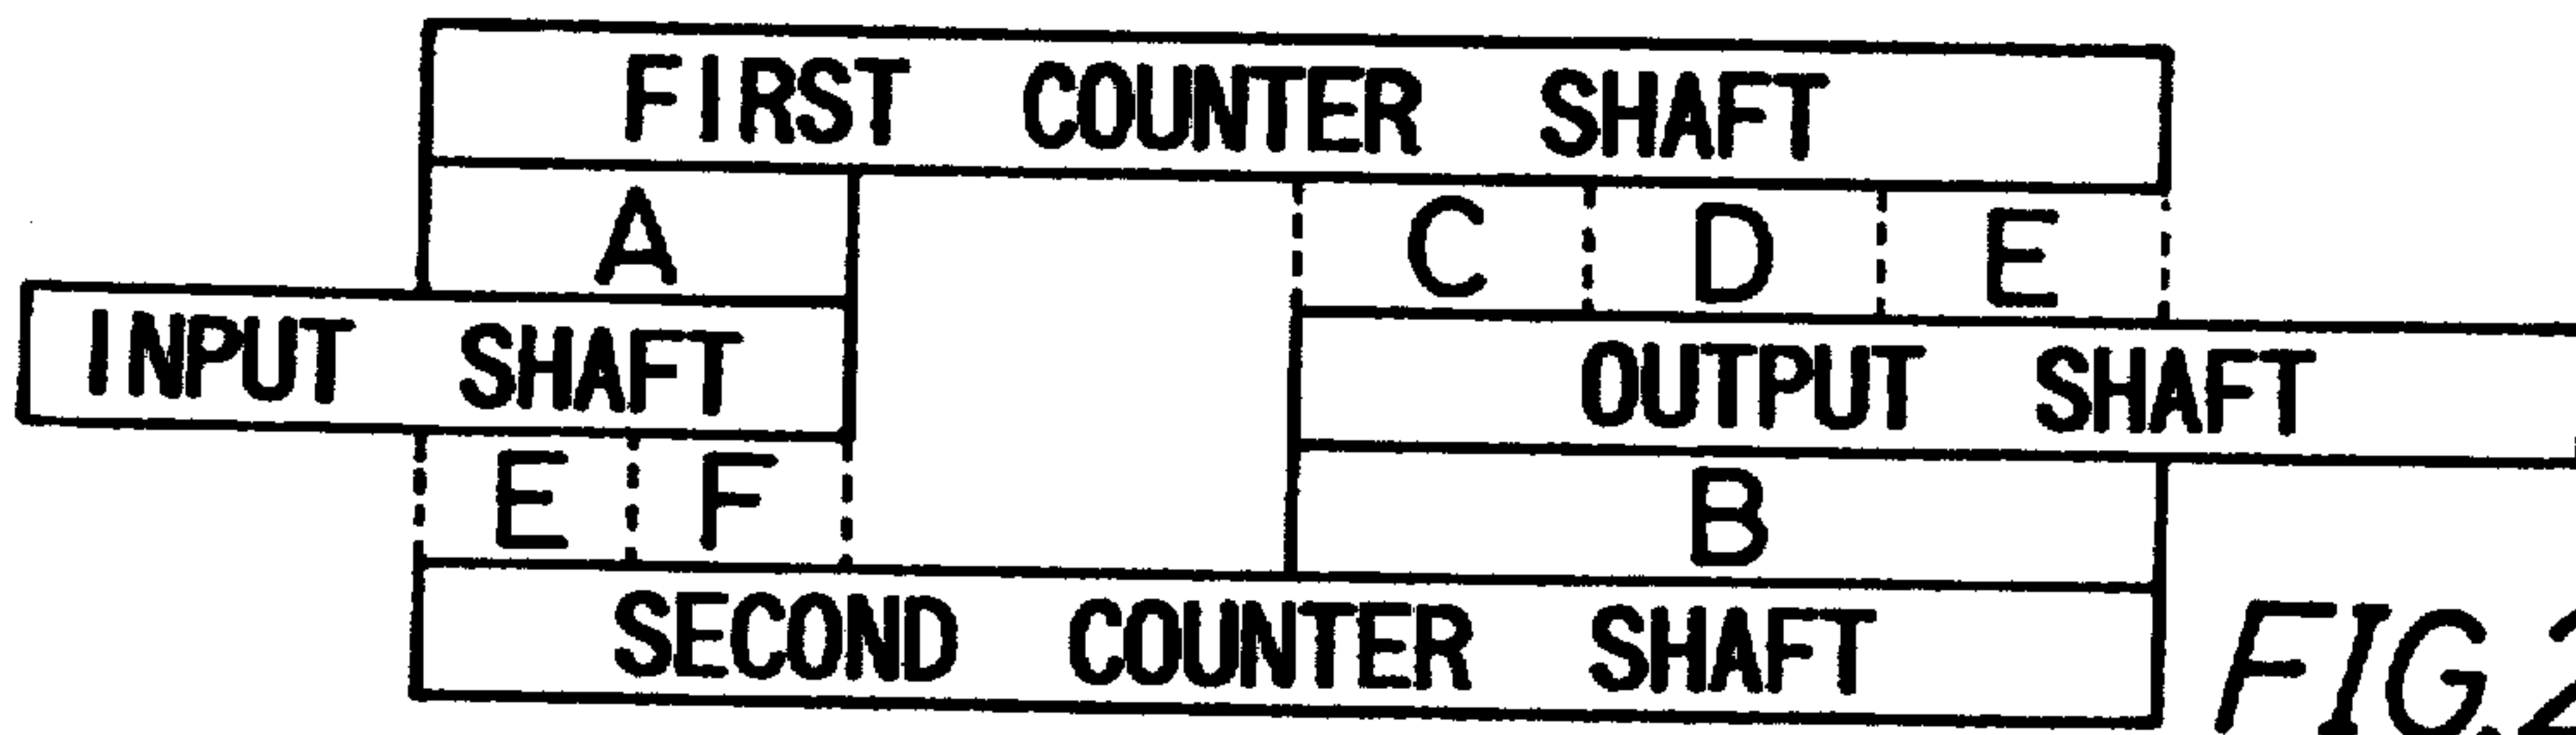 FIRST COUNTER SHAFT
A C D E
INPUT SHAFT OUTPUT SHAFT
E F B
SECOND COUNTER SHAFT
FIG.2